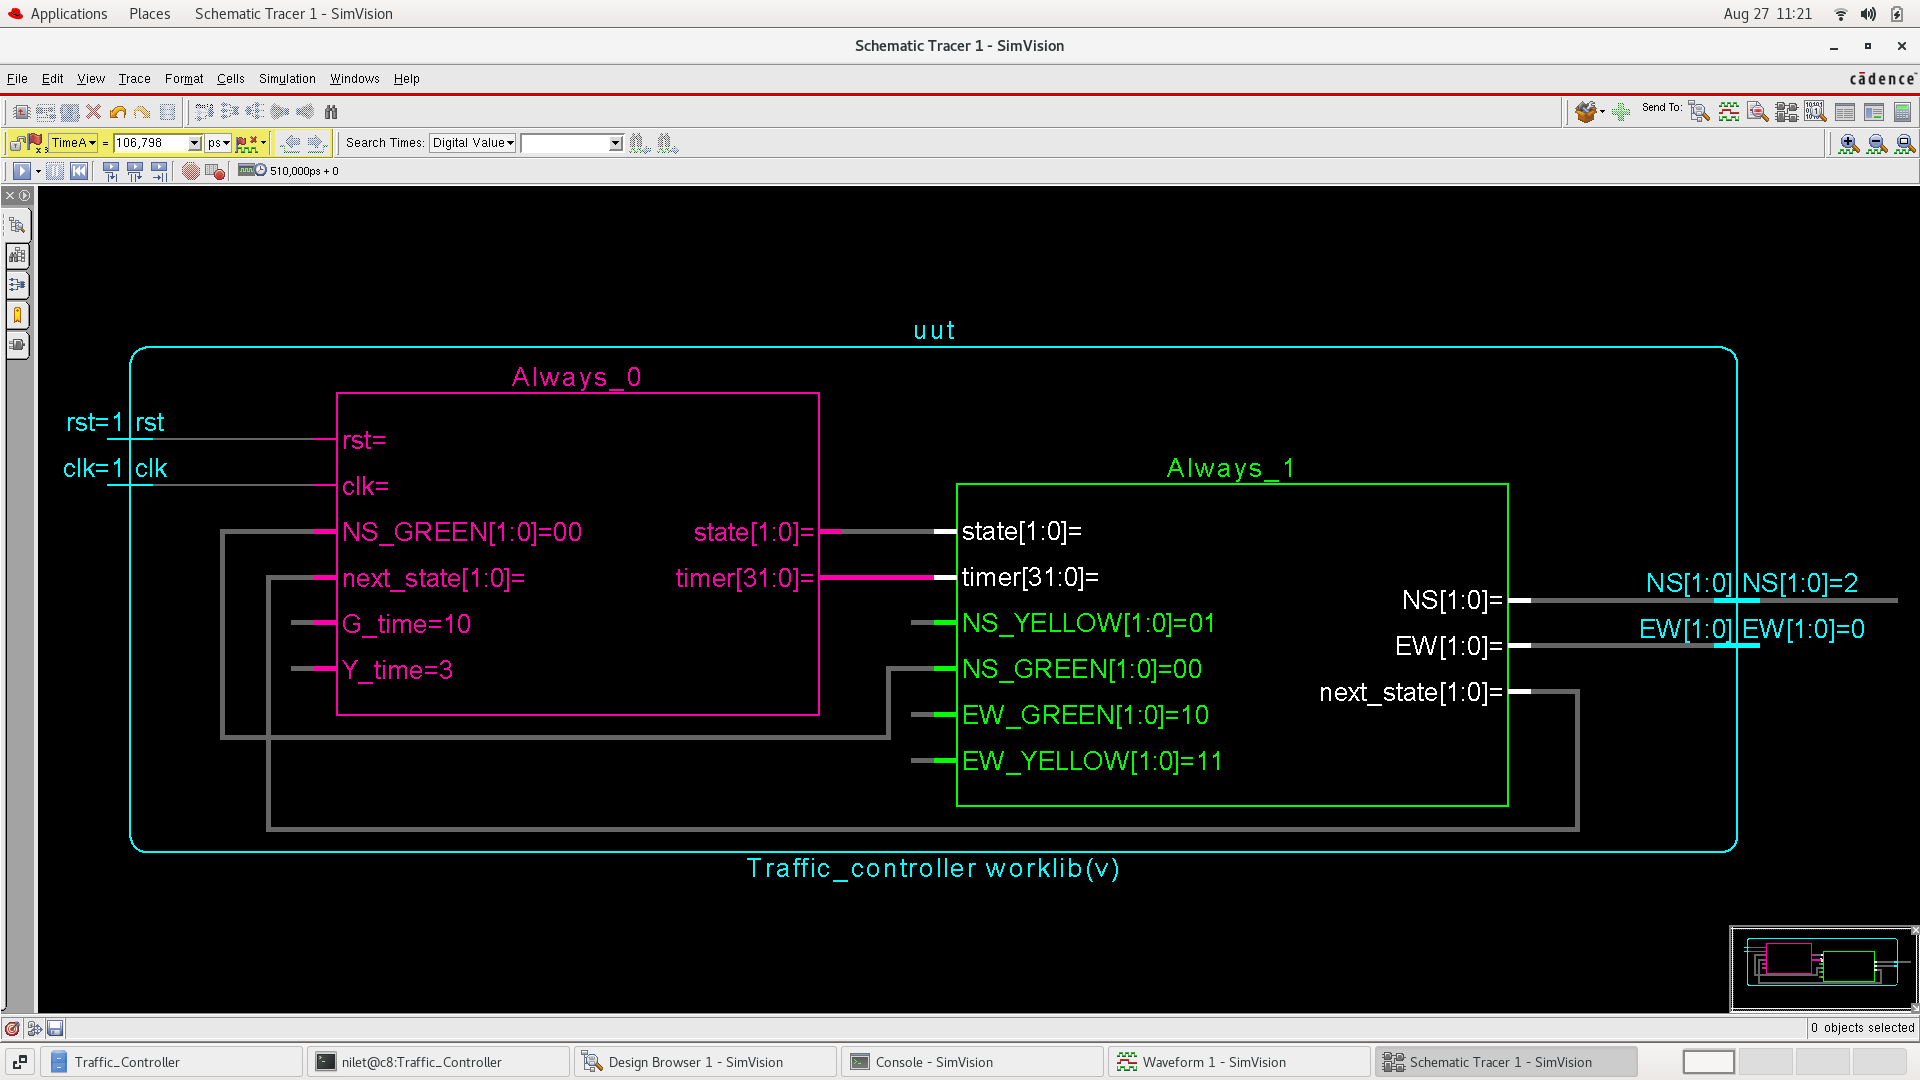 Applications Places Schematic Tracer 1 - SimVision Aug 27 11:21
Schematic Tracer 1 - SimVision
File Edit View Trace Format Cells Simulation Windows Help cādence
Send To:
TimeA = 106,798 ps Search Times: Digital Value
510,000ps + 0
uut
Always_0
rst=1 rst
rst=
clk=1 clk
clk=
NS_GREEN[1:0]=00 state[1:0]=
next_state[1:0]= timer[31:0]=
G_time=10
Y_time=3
Always_1
state[1:0]=
timer[31:0]=
NS_YELLOW[1:0]=01
NS_GREEN[1:0]=00
EW_GREEN[1:0]=10
EW_YELLOW[1:0]=11
NS[1:0]=
EW[1:0]=
next_state[1:0]=
NS[1:0] NS[1:0]=2
EW[1:0] EW[1:0]=0
Traffic_controller worklib(v)
0 objects selected
Traffic_Controller nilet@c8:Traffic_Controller Design Browser 1 - SimVision Console - SimVision Waveform 1 - SimVision Schematic Tracer 1 - SimVision